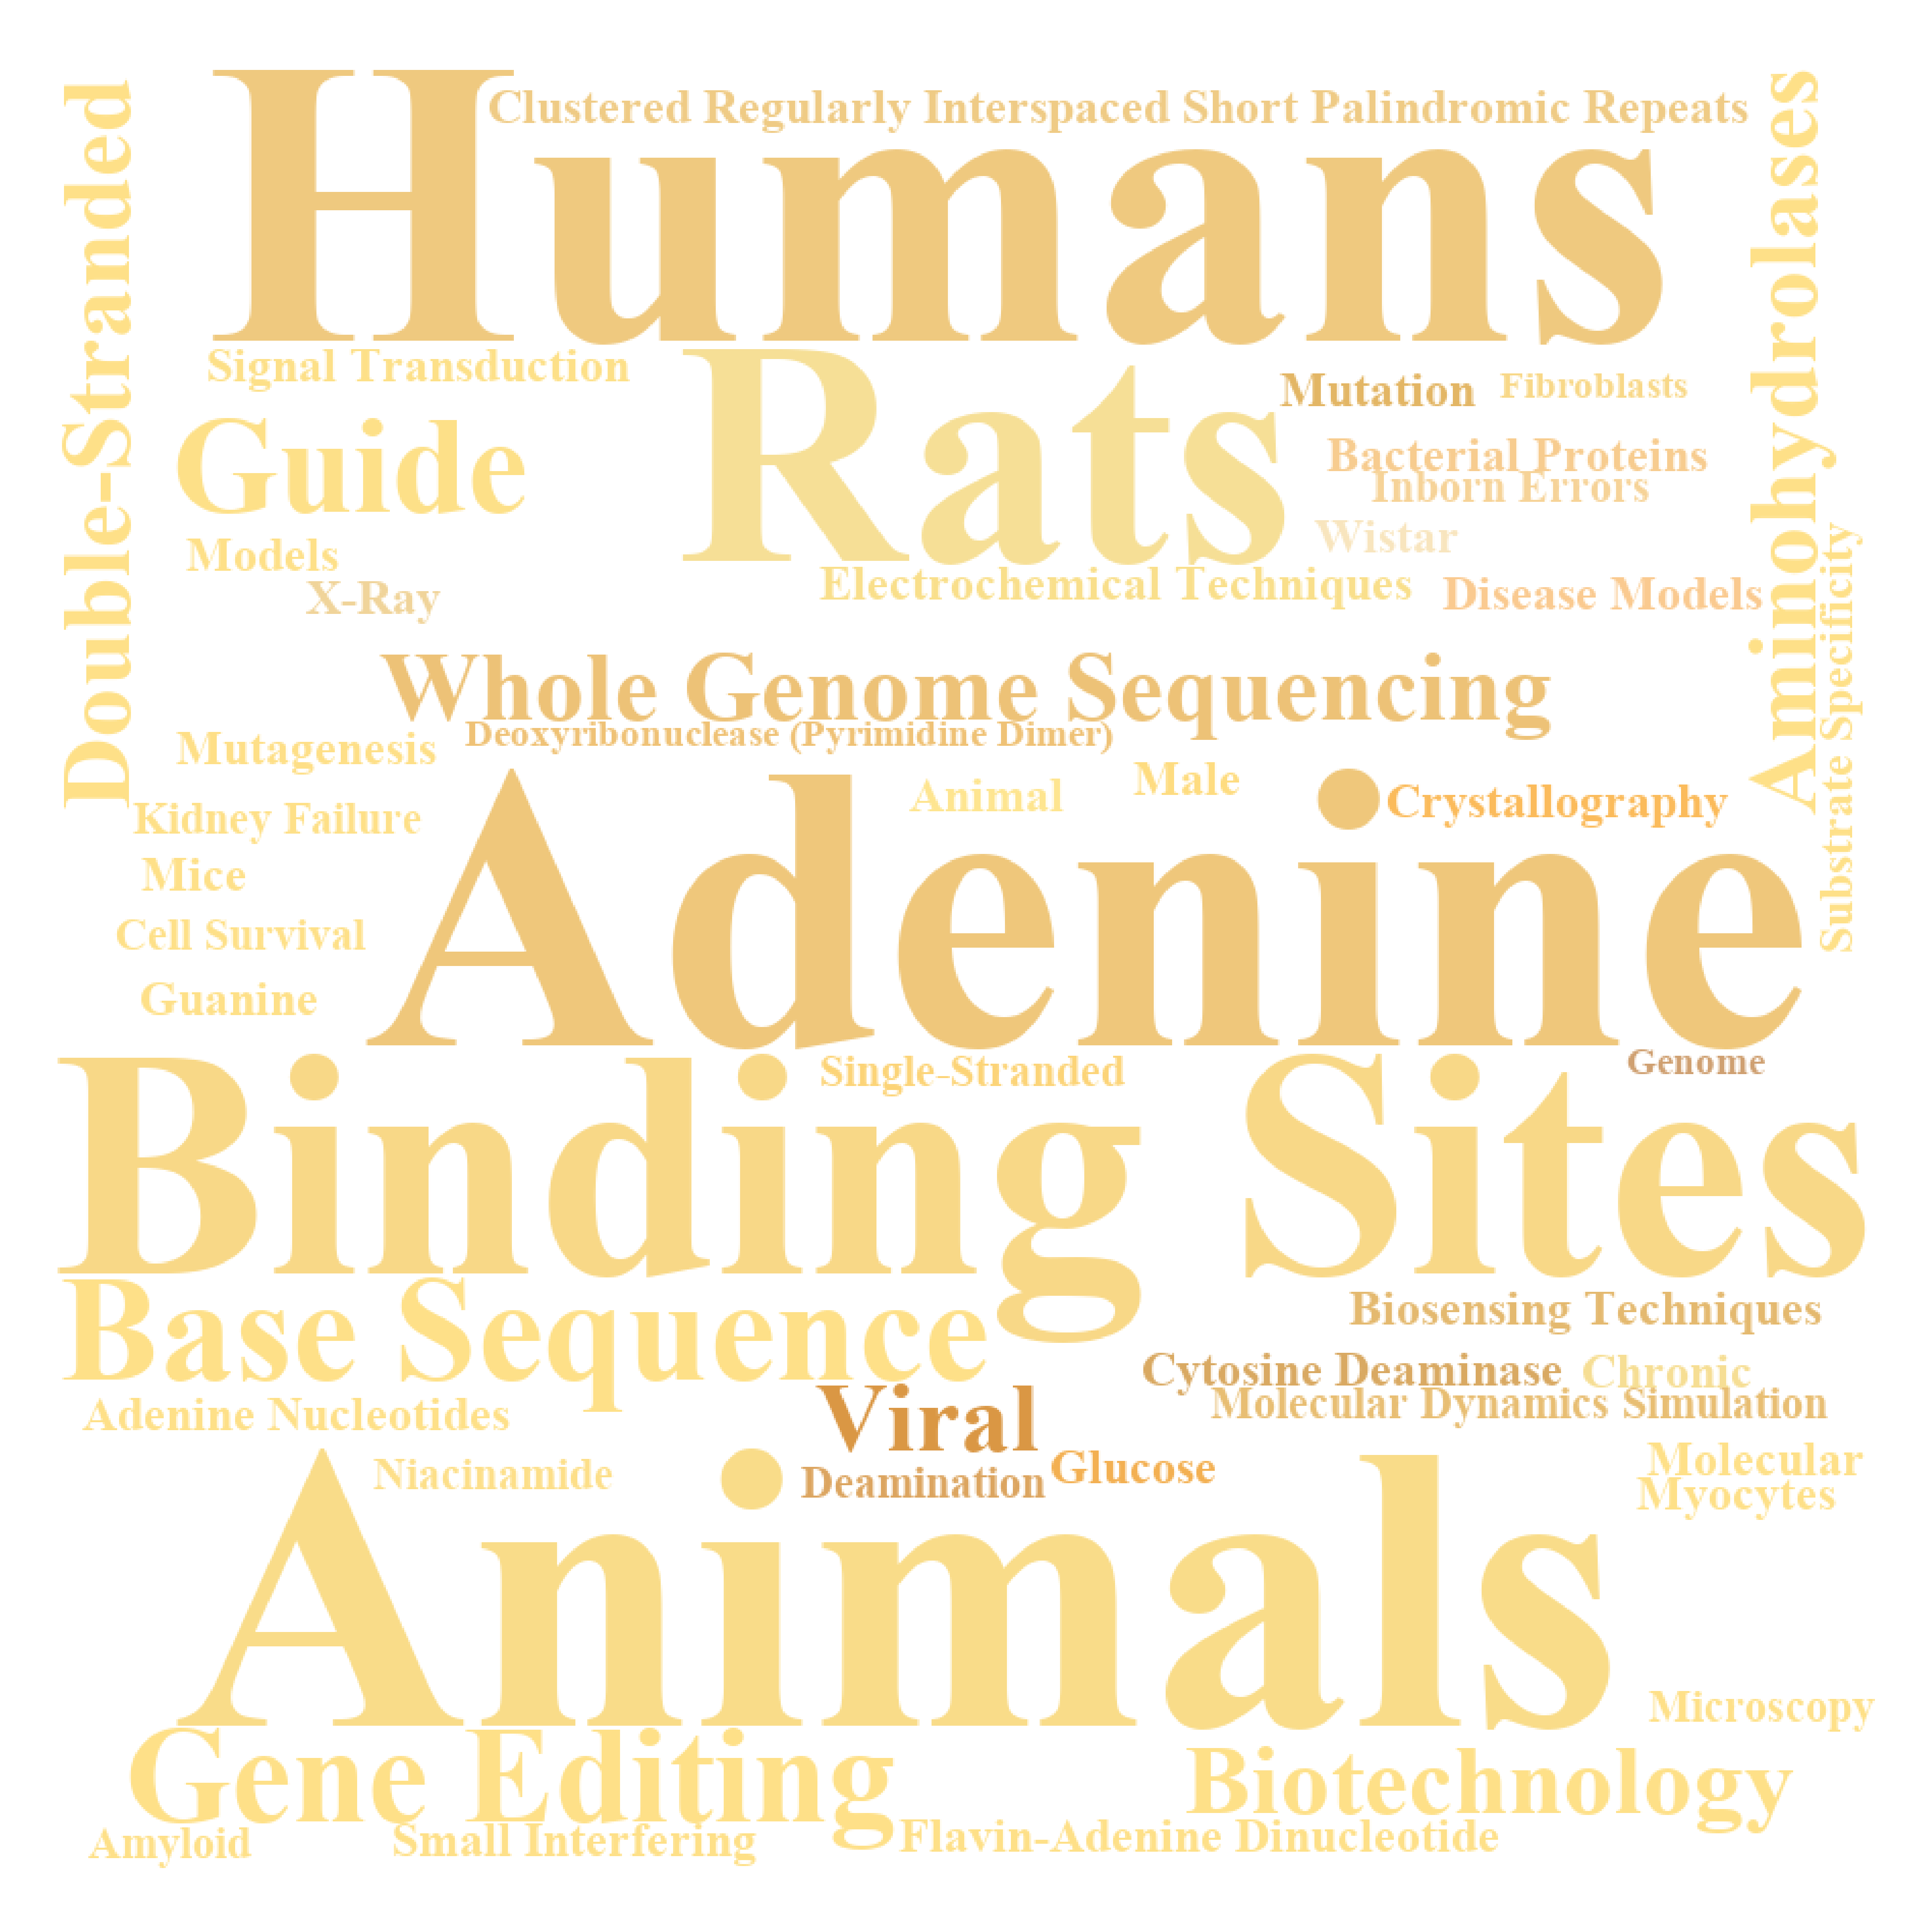 Clustered Regularly Interspaced Short Palindromic Repeats
Humans
Double-Stranded
Aminohydrolases
Signal Transduction
Rats
Mutation
Fibroblasts
Guide
Bacterial Proteins
Inborn Errors
Wistar
Models
X-Ray
Electrochemical Techniques
Disease Models
Substrate Specificity
Whole Genome Sequencing
Deoxyribonuclease (Pyrimidine Dimer)
Mutagenesis
Animal
Male
Crystallography
Kidney Failure
Adenine
Mice
Cell Survival
Guanine
Single-Stranded
Genome
Binding Sites
Base Sequence
Biosensing Techniques
Cytosine Deaminase
Chronic
Molecular Dynamics Simulation
Adenine Nucleotides
Viral
Niacinamide
Deamination
Glucose
Molecular
Myocytes
Animals
Microscopy
Gene Editing
Biotechnology
Amyloid
Small Interfering
Flavin-Adenine Dinucleotide